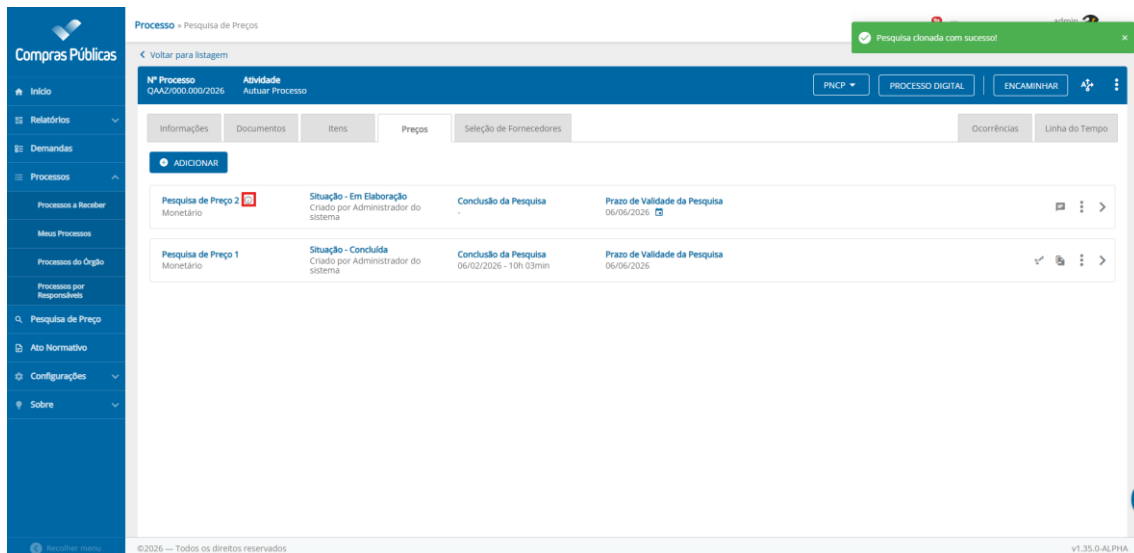 Compras Públicas
Início
Relatórios
Demandas
Processos
Processos a Receber
Meus Processos
Processos do Órgão
Processos por
Responsáveis
Pesquisa de Preço
Ato Normativo
Configurações
Sobre
Recolher menu
Processo » Pesquisa de Preços
admin
Pesquisa clonada com sucesso!
Voltar para listagem
Nº Processo Atividade
QAAZ/000.000/2026 Autuar Processo
PNCP PROCESSO DIGITAL ENCAMINHAR
Informações Documentos Itens Preços Seleção de Fornecedores Ocorrências Linha do Tempo
ADICIONAR
Pesquisa de Preço 2 Situação - Em Elaboração Conclusão da Pesquisa Prazo de Validade da Pesquisa
Monetário Criado por Administrador do - 06/06/2026
sistema
Pesquisa de Preço 1 Situação - Concluída Conclusão da Pesquisa Prazo de Validade da Pesquisa
Monetário Criado por Administrador do 06/02/2026 - 10h 03min 06/06/2026
sistema
©2026 — Todos os direitos reservados v1.35.0-ALPHA